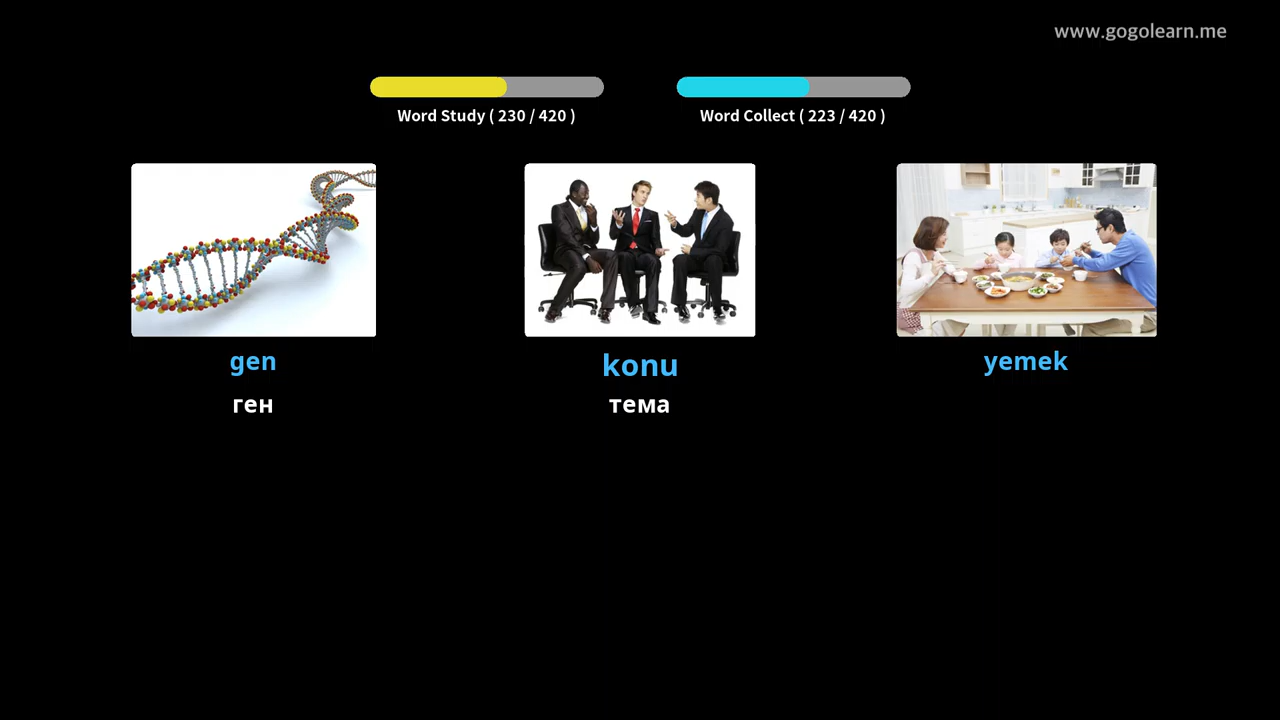 www.gogolearn.me
Word Study ( 230 / 420 )
Word Collect ( 223 / 420 )
gen
konu
yemek
ген
тема